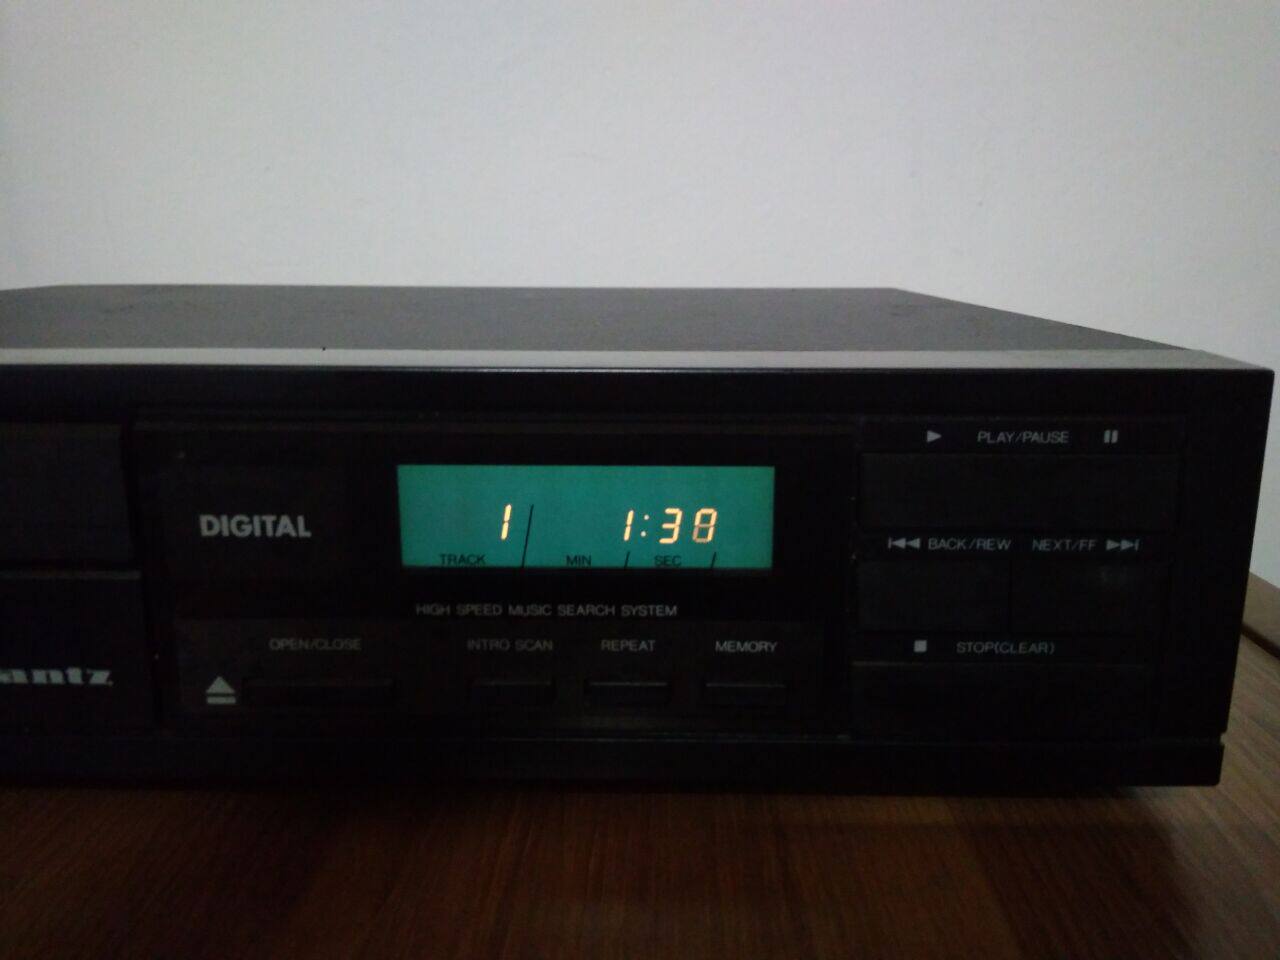 PLAY/PAUSE
DIGITAL
1 1:38
TRACK MIN SEC
BACK/REW NEXT/FF
HIGH SPEED MUSIC SEARCH SYSTEM
OPEN/CLOSE INTRO SCAN REPEAT MEMORY
STOP(CLEAR)
antz